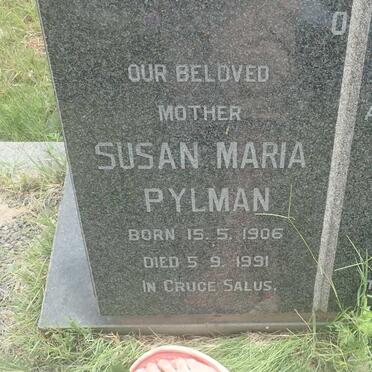 OUR BELOVED
MOTHER
SUSAN MARIA
PYLMAN
BORN 15. 5. 1906
DIED 5 9. 1991
IN CRUCE SALUS.